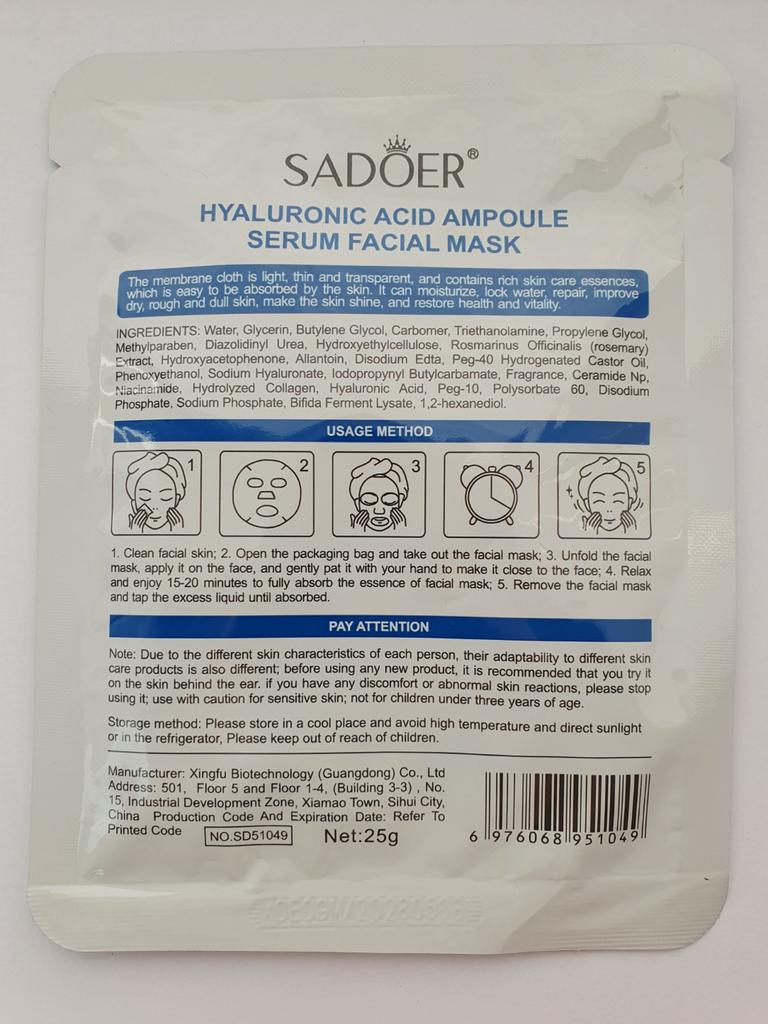 SADOER®
HYALURONIC ACID AMPOULE
SERUM FACIAL MASK
The membrane cloth is light, thin and transparent, and contains rich skin care essences,
which is easy to be absorbed by the skin. It can moisturize, lock water, repair, improve
dry, rough and dull skin, make the skin shine, and restore health and vitality.
INGREDIENTS: Water, Glycerin, Butylene Glycol, Carbomer, Triethanolamine, Propylene Glycol,
Methylparaben, Diazolidinyl Urea, Hydroxyethylcellulose, Rosmarinus Officinalis (rosemary)
Extract, Hydroxyacetophenone, Allantoin, Disodium Edta, Peg-40 Hydrogenated Castor Oil,
Phenoxyethanol, Sodium Hyaluronate, Iodopropynyl Butylcarbamate, Fragrance, Ceramide Np,
Niacinamide, Hydrolyzed Collagen, Hyaluronic Acid, Peg-10, Polysorbate 60, Disodium
Phosphate, Sodium Phosphate, Bifida Ferment Lysate, 1,2-hexanediol.
USAGE METHOD
1 2 3 4 5
1. Clean facial skin; 2. Open the packaging bag and take out the facial mask; 3. Unfold the facial
mask, apply it on the face, and gently pat it with your hand to make it close to the face; 4. Relax
and enjoy 15-20 minutes to fully absorb the essence of facial mask; 5. Remove the facial mask
and tap the excess liquid until absorbed.
PAY ATTENTION
Note: Due to the different skin characteristics of each person, their adaptability to different skin
care products is also different; before using any new product, it is recommended that you try it
on the skin behind the ear. if you have any discomfort or abnormal skin reactions, please stop
using it; use with caution for sensitive skin; not for children under three years of age.
Storage method: Please store in a cool place and avoid high temperature and direct sunlight
or in the refrigerator, Please keep out of reach of children.
Manufacturer: Xingfu Biotechnology (Guangdong) Co., Ltd
Address: 501, Floor 5 and Floor 1-4, (Building 3-3) , No.
15, Industrial Development Zone, Xiamao Town, Sihui City,
China Production Code And Expiration Date: Refer To
Printed Code NO.SD51049 Net:25g
6 976068 951049